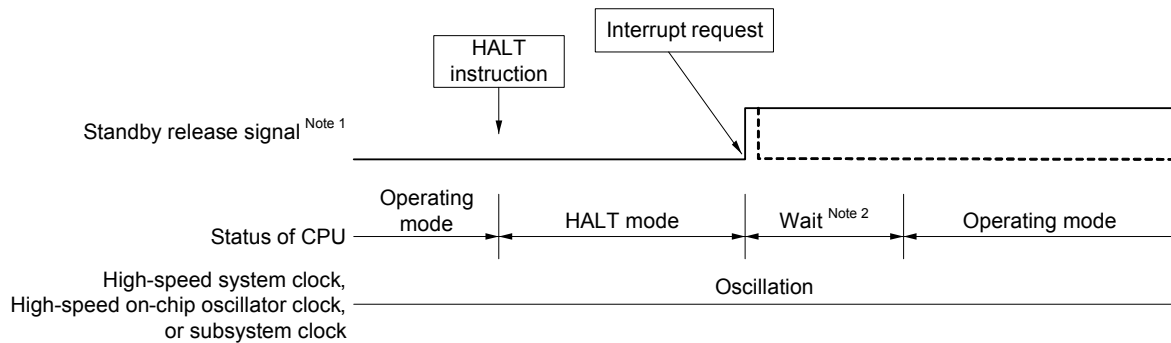 Interrupt request
HALT
instruction
Standby release signal Note 1
Operating
mode
HALT mode
Wait Note 2
Operating mode
Status of CPU
High-speed system clock,
High-speed on-chip oscillator clock,
or subsystem clock
Oscillation